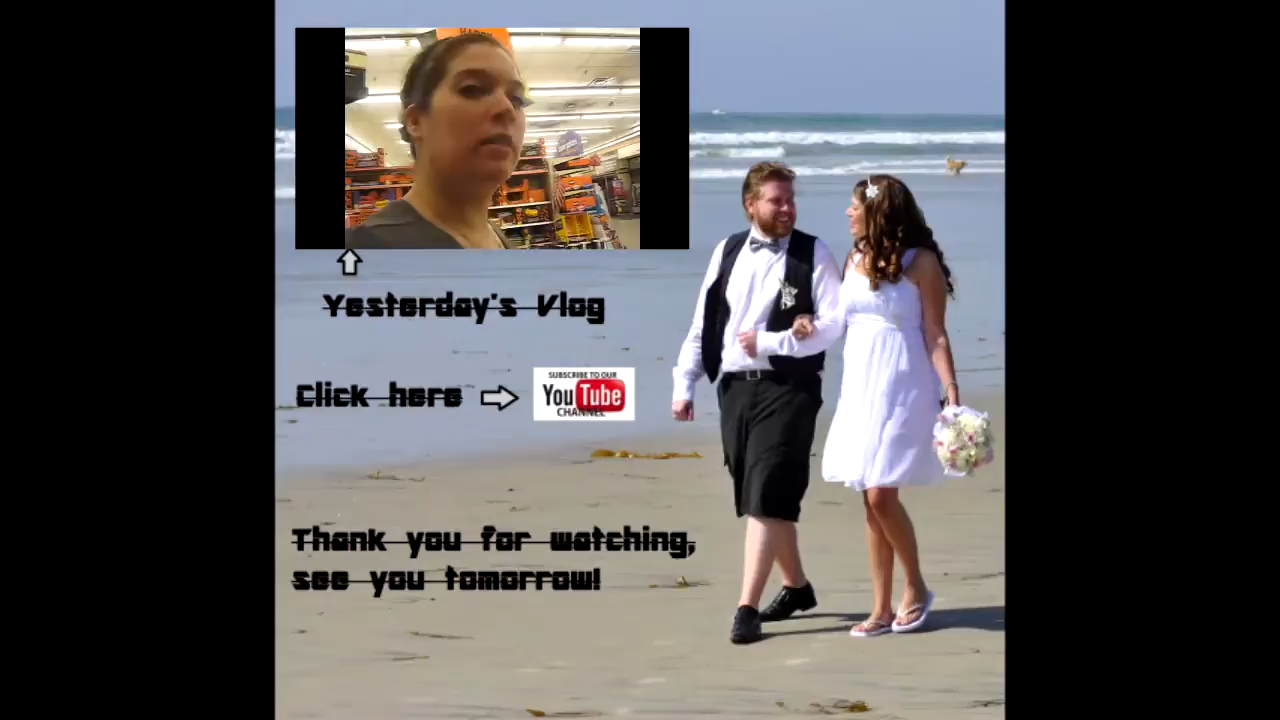 Yesterday's Vlog
Click here
SUBSCRIBE TO OUR
YouTube
CHANNEL
Thank you for watching,
see you tomorrow!